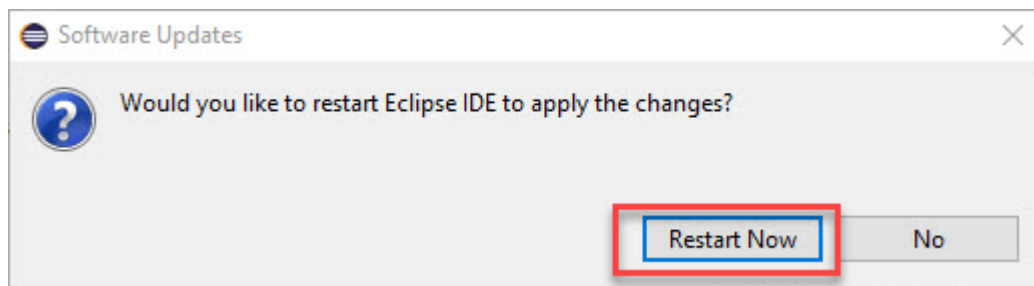 Software Updates
Would you like to restart Eclipse IDE to apply the changes?
Restart Now
No